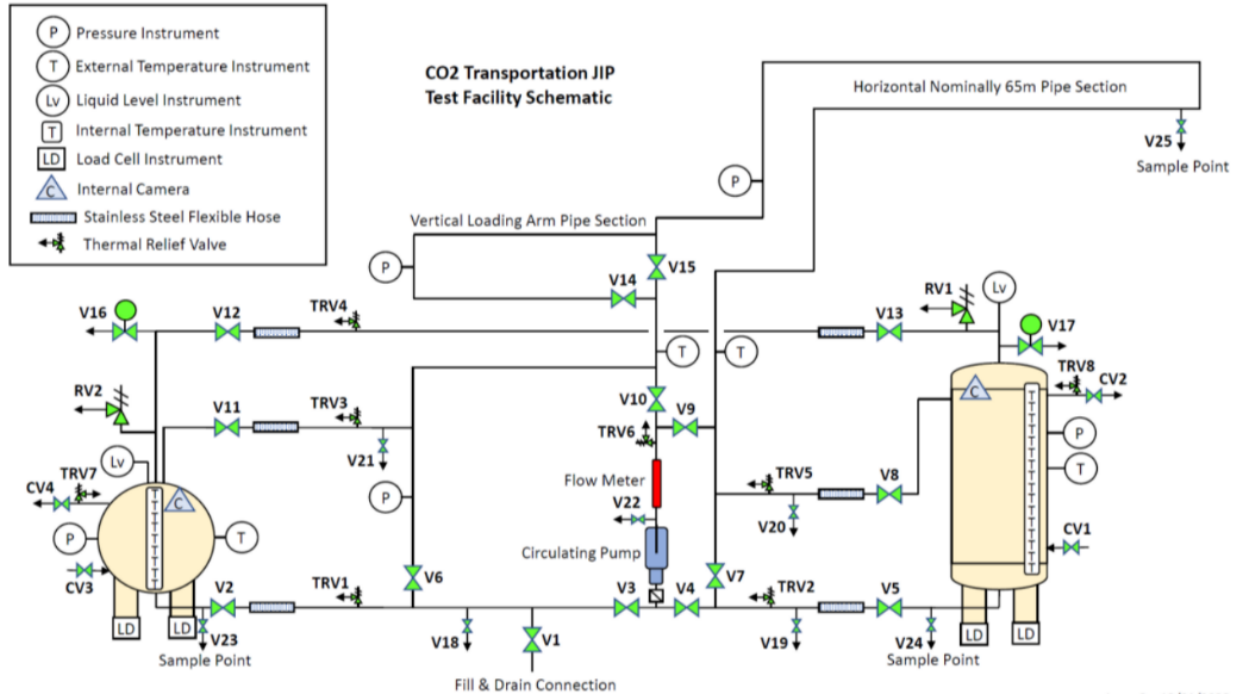 P Pressure Instrument
T External Temperature Instrument
Lv Liquid Level Instrument
T Internal Temperature Instrument
LD Load Cell Instrument
C Internal Camera
Stainless Steel Flexible Hose
Thermal Relief Valve
CO2 Transportation JIP
Test Facility Schematic
Horizontal Nominally 65m Pipe Section
V25
Sample Point
P
Vertical Loading Arm Pipe Section
P
V15
V14
RV1
Lv
V16
V12
TRV4
V13
V17
T
T
TRV8
CV2
RV2
V11
TRV3
V10
V9
C
TRV6
P
V21
Lv
TRV7
CV4
C
P
Flow Meter
V22
TRV5
V8
T
V20
P
T
Circulating Pump
CV1
CV3
V2
TRV1
V6
V3
V4
V7
TRV2
V5
LD
LD
V23
Sample Point
V18
V1
V19
V24
Sample Point
LD
LD
Fill & Drain Connection
T
T
T
T
T
T
T
T